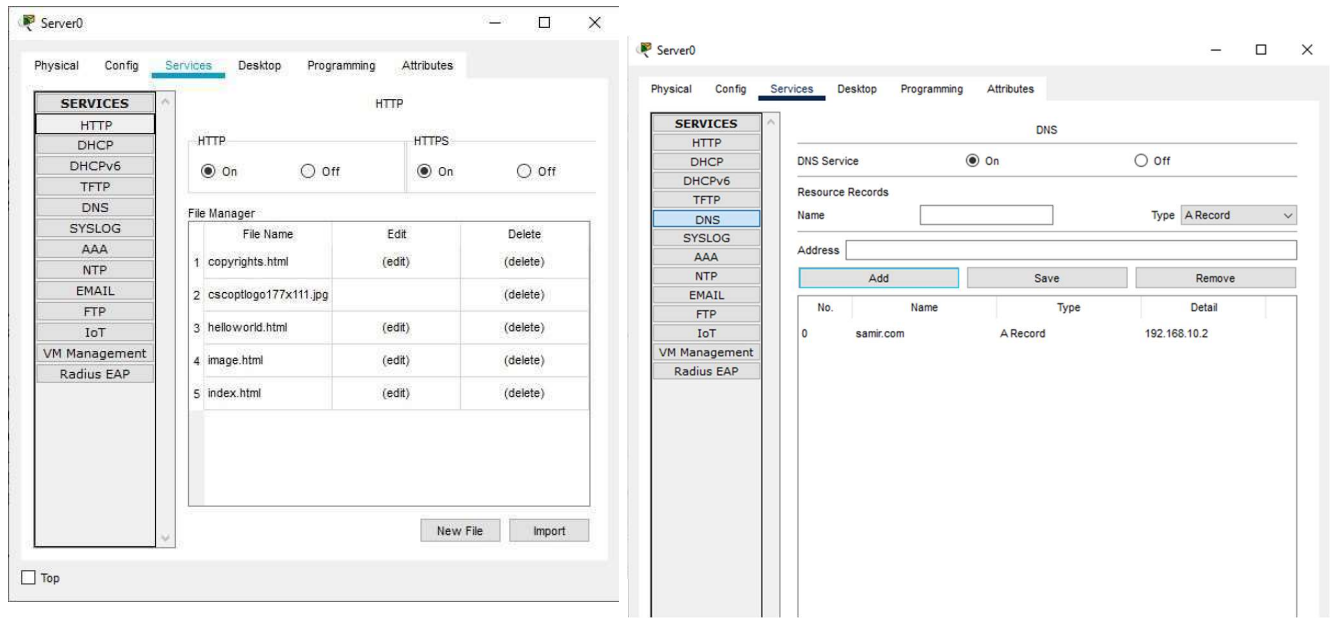 Server0
Physical Config Services Desktop Programming Attributes
SERVICES
HTTP
DHCP
DHCPv6
TFTP
DNS
SYSLOG
AAA
NTP
EMAIL
FTP
IoT
VM Management
Radius EAP
HTTP
HTTP HTTPS
On Off On Off
File Manager
File Name Edit Delete
1 copyrights.html (edit) (delete)
2 cscoptlogo177x111.jpg (delete)
3 helloworld.html (edit) (delete)
4 image.html (edit) (delete)
5 index.html (edit) (delete)
New File Import
Top
Server0
Physical Config Services Desktop Programming Attributes
SERVICES
HTTP
DHCP
DHCPv6
TFTP
DNS
SYSLOG
AAA
NTP
EMAIL
FTP
IoT
VM Management
Radius EAP
DNS
DNS Service On Off
Resource Records
Name Type A Record
Address
Add Save Remove
No. Name Type Detail
0 samir.com A Record 192.168.10.2